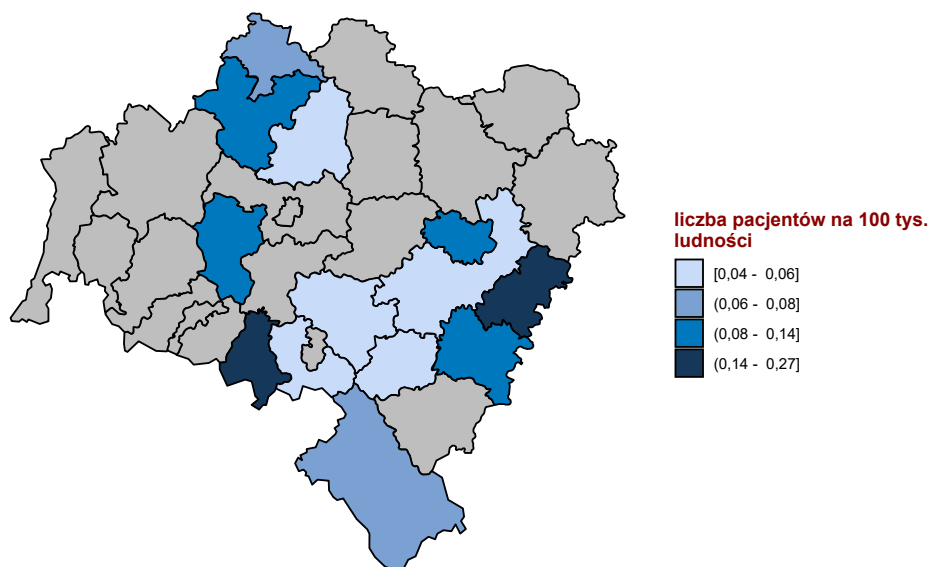 liczba pacjentów na 100 tys.
ludności
[0,04 - 0,06]
(0,06 - 0,08]
(0,08 - 0,14]
(0,14 - 0,27]